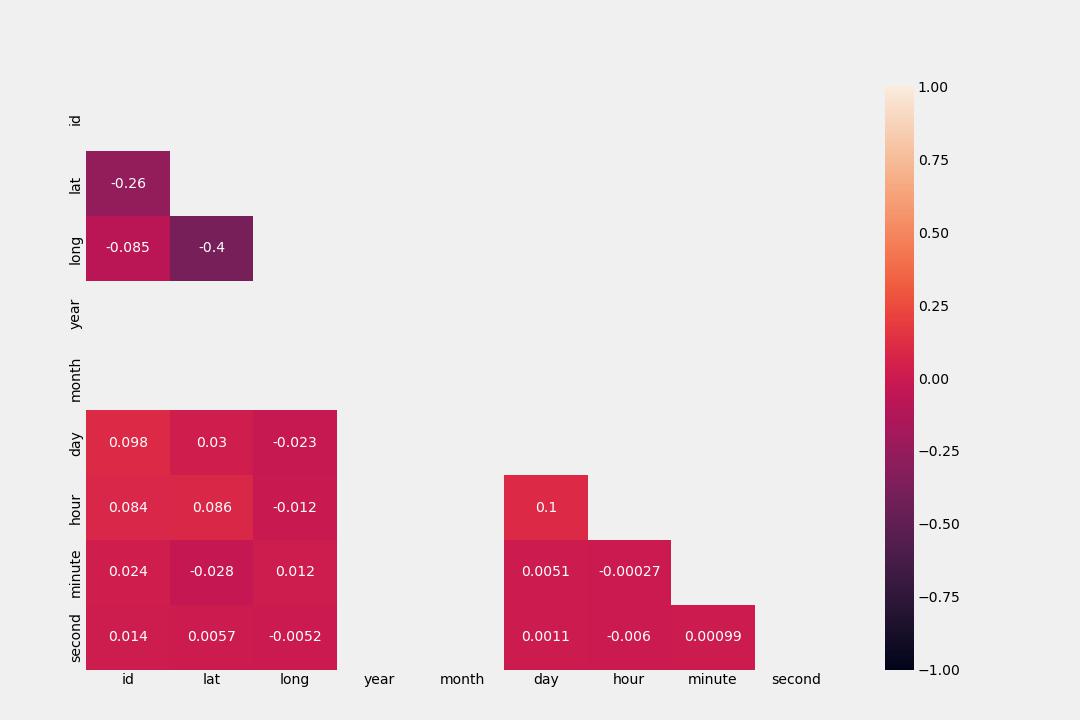 1.00
id
0.75
lat -0.26
long -0.085 -0.4
0.50
year
0.25
month
0.00
day 0.098 0.03 -0.023
−0.25
hour 0.084 0.086 -0.012 0.1
−0.50
minute 0.024 -0.028 0.012 0.0051 -0.00027
−0.75
second 0.014 0.0057 -0.0052 0.0011 -0.006 0.00099
−1.00
id lat long year month day hour minute second